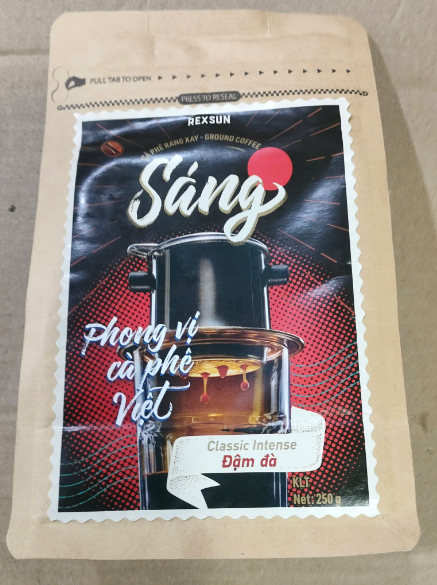 PULL TAB TO OPEN
PRESS TO RESEAL
REXSUN
CÀ PHÊ RANG XAY - GROUND COFFEE
Sáng
Phong vị
cà phê
Việt
Classic Intense
Đậm đà
KLT
Net: 250 g